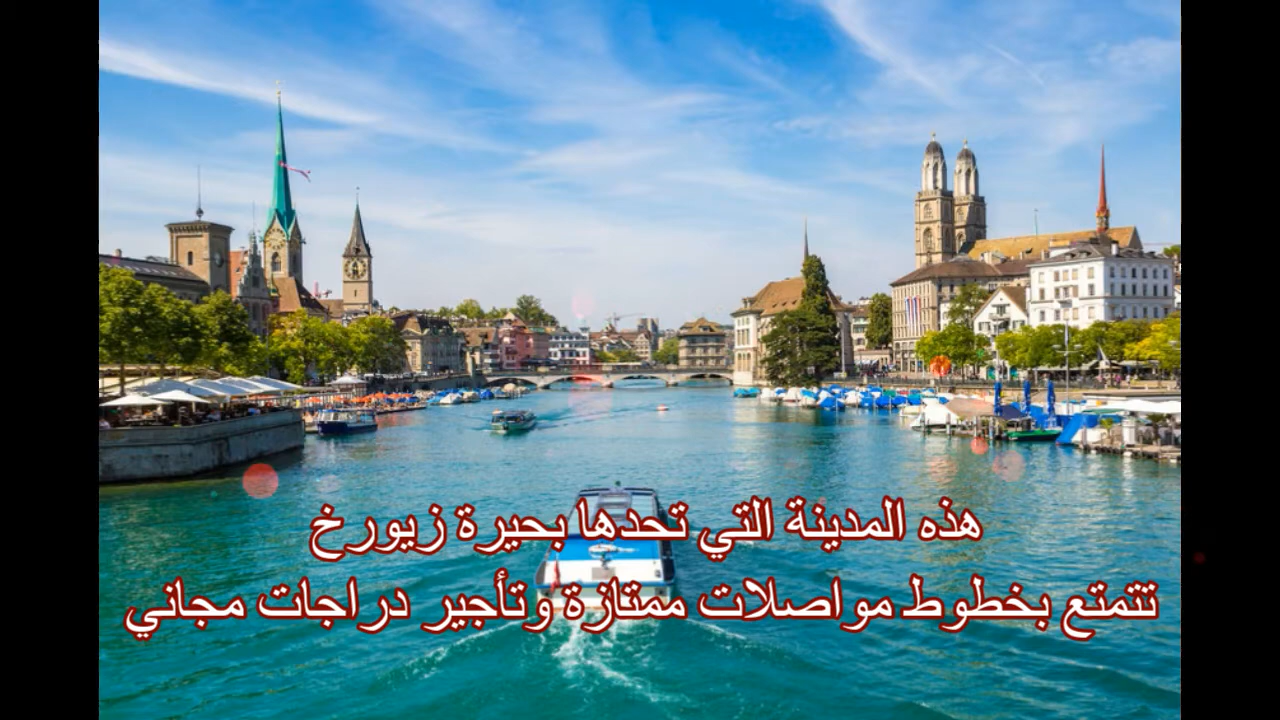 هذه المدينة التي تحدها بحيرة زيورخ
تتمتع بخطوط مواصلات ممتازة وتأجير دراجات مجاني